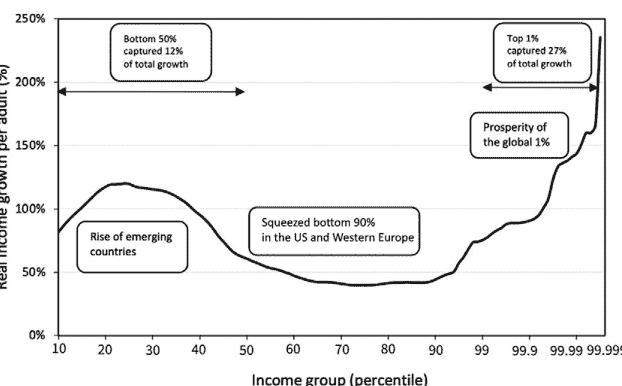 250%
200%
150%
100%
50%
0%
Real income growth per adult (%)
Bottom 50%
captured 12%
of total growth
Top 1%
captured 27%
of total growth
Prosperity of
the global 1%
Rise of emerging
countries
Squeezed bottom 90%
in the US and Western Europe
10 20 30 40 50 60 70 80 90 99 99.9 99.99 99.999
Income group (percentile)